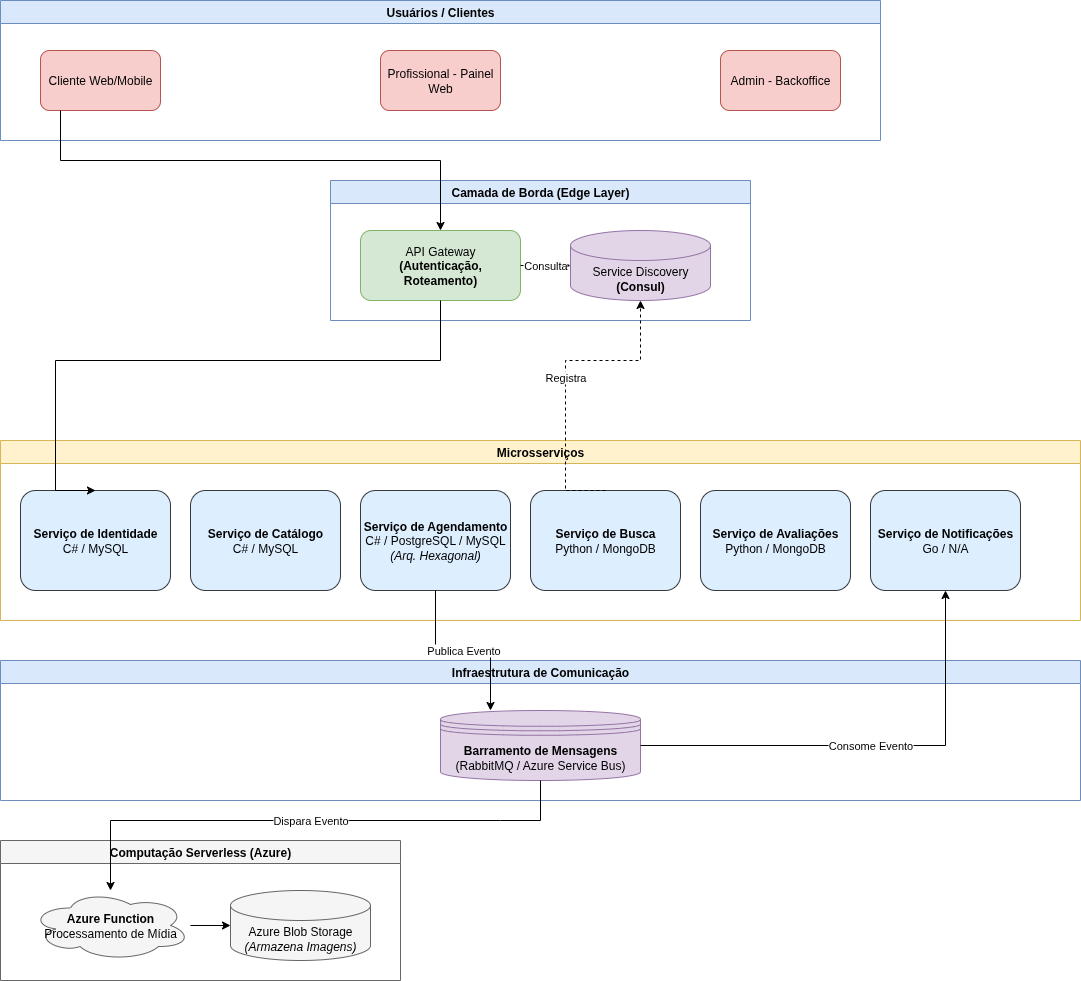 Usuários / Clientes
Cliente Web/Mobile
Profissional - Painel
Web
Admin - Backoffice
Camada de Borda (Edge Layer)
API Gateway
(Autenticação,
Roteamento)
Consulta
Service Discovery
(Consul)
Registra
Microsserviços
Serviço de Identidade
C# / MySQL
Serviço de Catálogo
C# / MySQL
Serviço de Agendamento
C# / PostgreSQL / MySQL
(Arq. Hexagonal)
Serviço de Busca
Python / MongoDB
Serviço de Avaliações
Python / MongoDB
Serviço de Notificações
Go / N/A
Publica Evento
Infraestrutura de Comunicação
Barramento de Mensagens
(RabbitMQ / Azure Service Bus)
Consome Evento
Dispara Evento
Computação Serverless (Azure)
Azure Function
Processamento de Mídia
Azure Blob Storage
(Armazena Imagens)